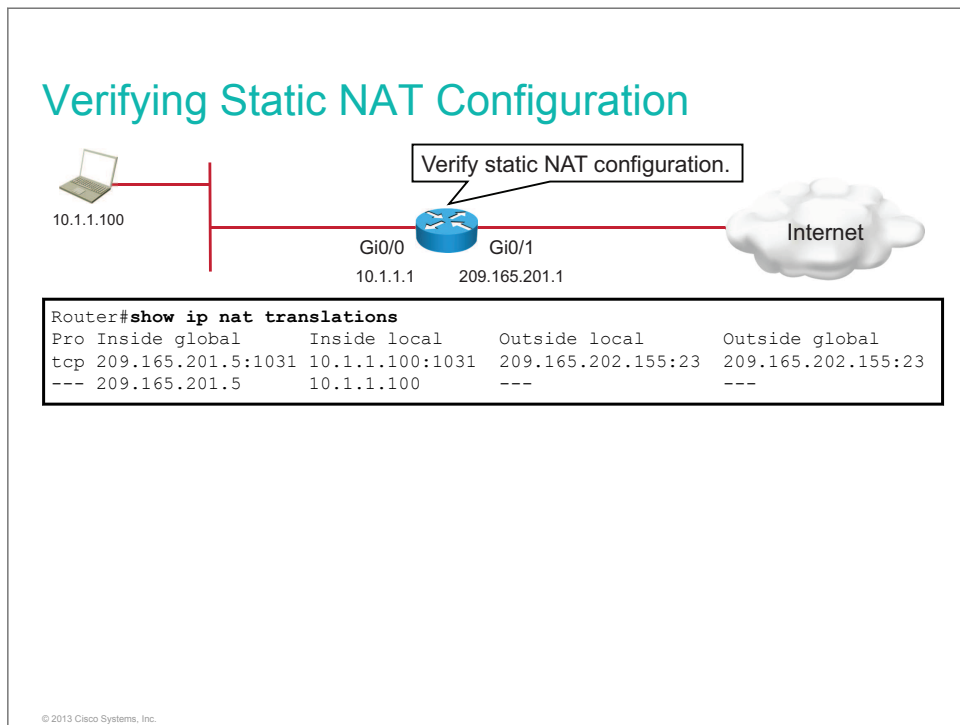 Verifying Static NAT Configuration
Verify static NAT configuration.
10.1.1.100
Internet
Gi0/0 Gi0/1
10.1.1.1 209.165.201.1
Router#show ip nat translations
Pro Inside global Inside local Outside local Outside global
tcp 209.165.201.5:1031 10.1.1.100:1031 209.165.202.155:23 209.165.202.155:23
--- 209.165.201.5 10.1.1.100 --- ---
© 2013 Cisco Systems, Inc.